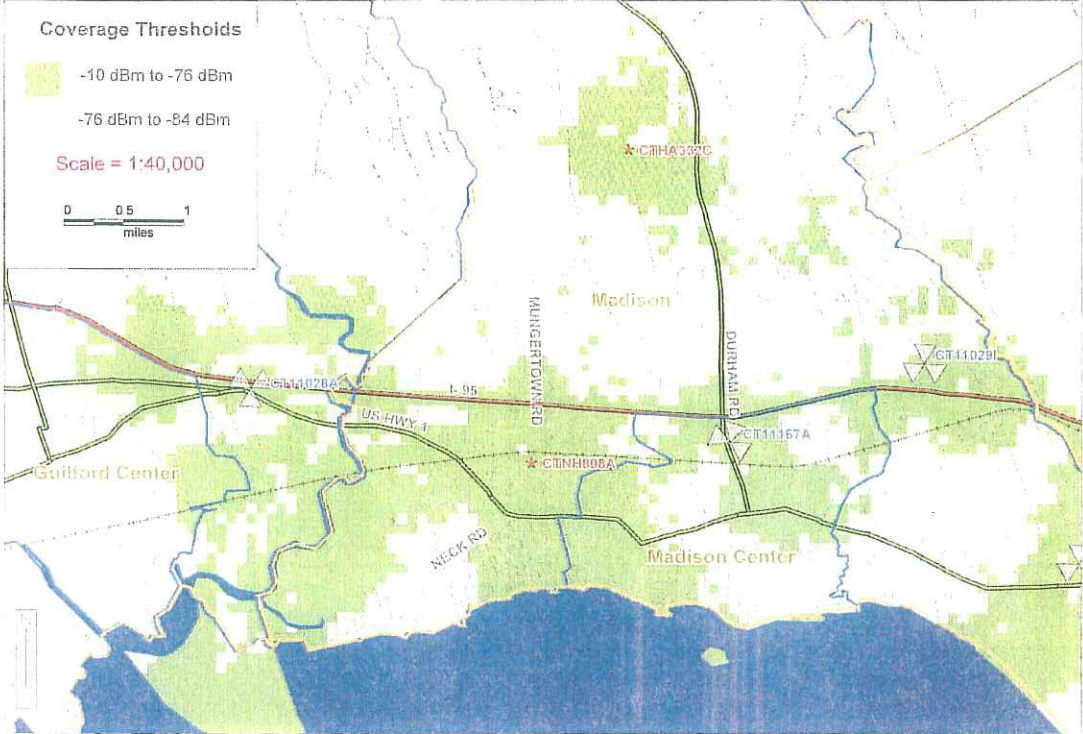 Coverage Thresholds
-10 dBm to -76 dBm
-76 dBm to -84 dBm
Scale = 1:40,000
0 0.5 1
miles
Madison
MUNGERTOWN RD
DURHAM RD
CT11029I
CT11028A
I-95
US HWY 1
CT11167A
Guilford Center
CTNH808A
NECK RD
Madison Center